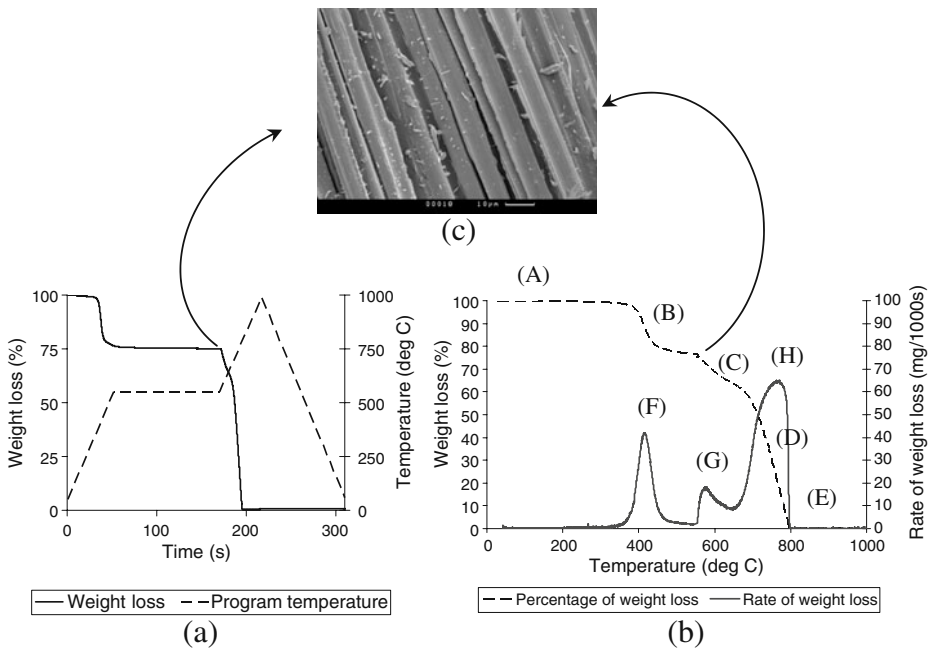 S0010 10µm
(c)
100
75
50
25
0
Weight loss (%)
1000
750
500
250
0
Temperature (deg C)
0 100 200 300
Time (s)
Weight loss
Program temperature
(a)
(A)
(B)
(C)
(D)
(E)
(F)
(G)
(H)
100
90
80
70
60
50
40
30
20
10
0
Weight loss (%)
100
90
80
70
60
50
40
30
20
10
0
Rate of weight loss (mg/1000s)
0 200 400 600 800 1000
Temperature (deg C)
Percentage of weight loss
Rate of weight loss
(b)